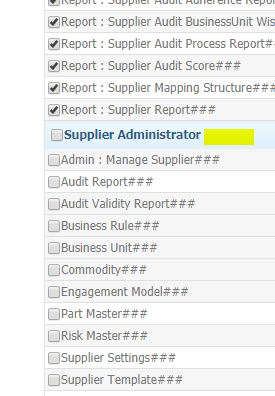 Report : Supplier Audit Adherence Repor
Report : Supplier Audit BusinessUnit Wis
Report : Supplier Audit Process Report#
Report : Supplier Audit Score###
Report : Supplier Mapping Structure###
Report : Supplier Report###
Supplier Administrator
Admin : Manage Supplier###
Audit Report###
Audit Validity Report###
Business Rule###
Business Unit###
Commodity###
Engagement Model###
Part Master###
Risk Master###
Supplier Settings###
Supplier Template###